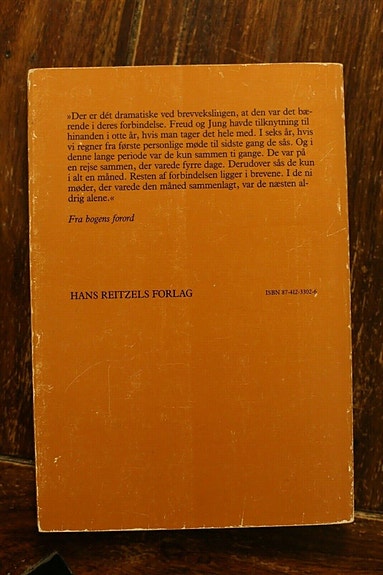 »Der er dét dramatiske ved brevvekslingen, at den var det bæ-
rende i deres forbindelse. Freud og Jung havde tilknytning til
hinanden i otte år, hvis man tager det hele med. I seks år, hvis
vi regner fra første personlige møde til sidste gang de sås. Og i
denne lange periode var de kun sammen ti gange. De var på
en rejse sammen, der varede fyrre dage. Derudover sås de kun
i alt en måned. Resten af forbindelsen ligger i brevene. I de ni
møder, der varede den måned sammenlagt, var de næsten al-
drig alene.«
Fra bogens forord
HANS REITZELS FORLAG
ISBN 87-412-3302-6